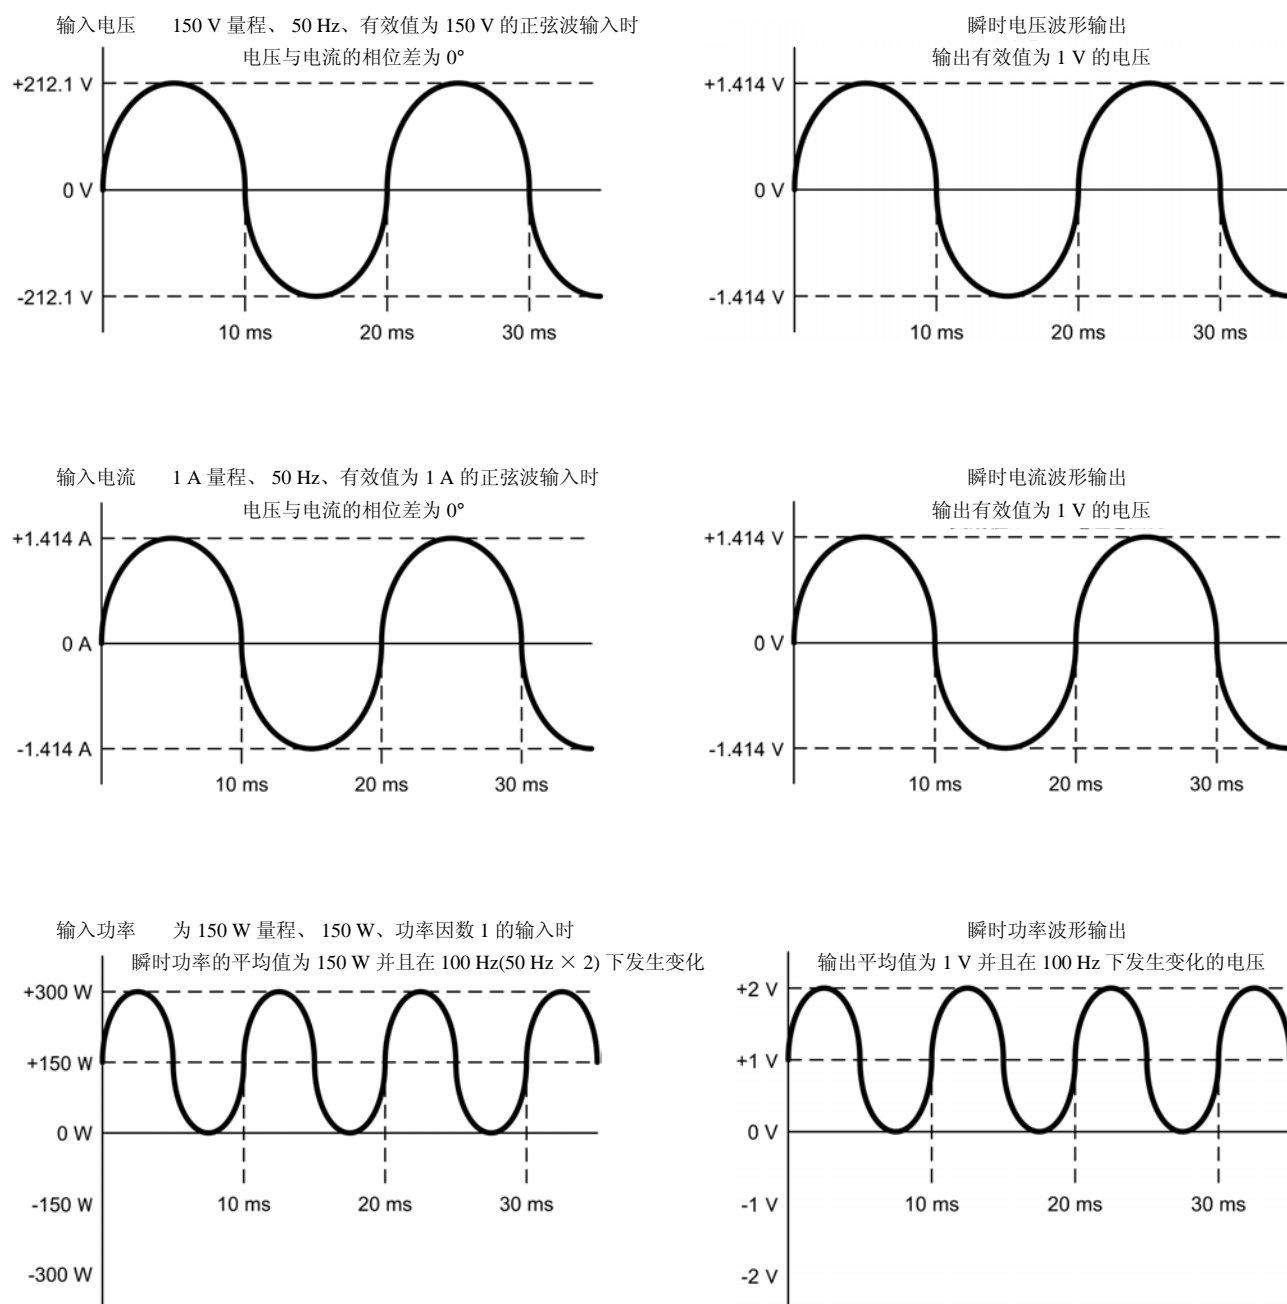 输入电压 150 V 量程、 50 Hz、有效值为 150 V 的正弦波输入时
电压与电流的相位差为 0°
+212.1 V
0 V
-212.1 V
10 ms 20 ms 30 ms
瞬时电压波形输出
输出有效值为 1 V 的电压
+1.414 V
0 V
-1.414 V
10 ms 20 ms 30 ms
输入电流 1 A 量程、 50 Hz、有效值为 1 A 的正弦波输入时
电压与电流的相位差为 0°
+1.414 A
0 A
-1.414 A
10 ms 20 ms 30 ms
瞬时电流波形输出
输出有效值为 1 V 的电压
+1.414 V
0 V
-1.414 V
10 ms 20 ms 30 ms
输入功率 为 150 W 量程、 150 W、功率因数 1 的输入时
瞬时功率的平均值为 150 W 并且在 100 Hz(50 Hz × 2) 下发生变化
+300 W
+150 W
0 W
-150 W
-300 W
10 ms 20 ms 30 ms
瞬时功率波形输出
输出平均值为 1 V 并且在 100 Hz 下发生变化的电压
+2 V
+1 V
0 V
-1 V
-2 V
10 ms 20 ms 30 ms